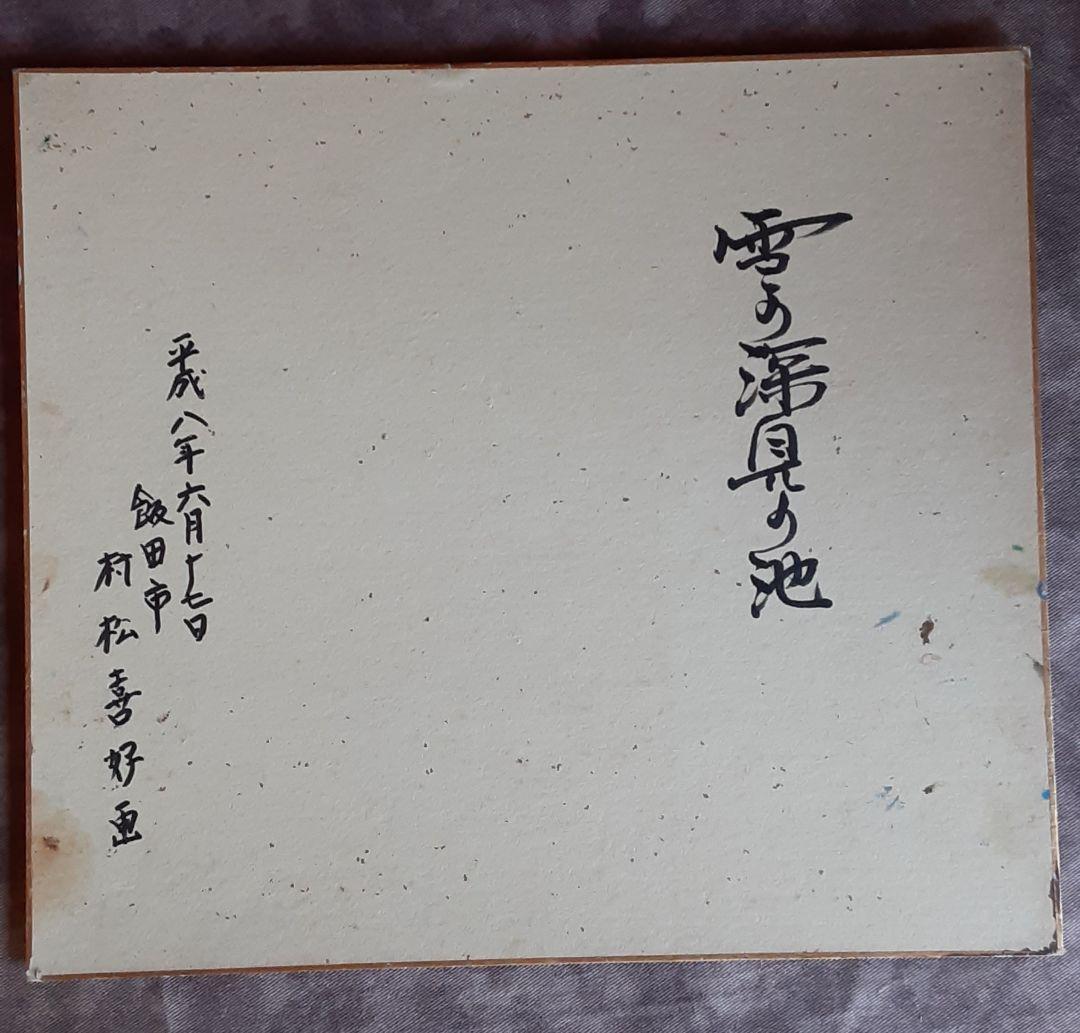 雪の深見の池
平成八年六月十七日
飯田市
村松喜好画